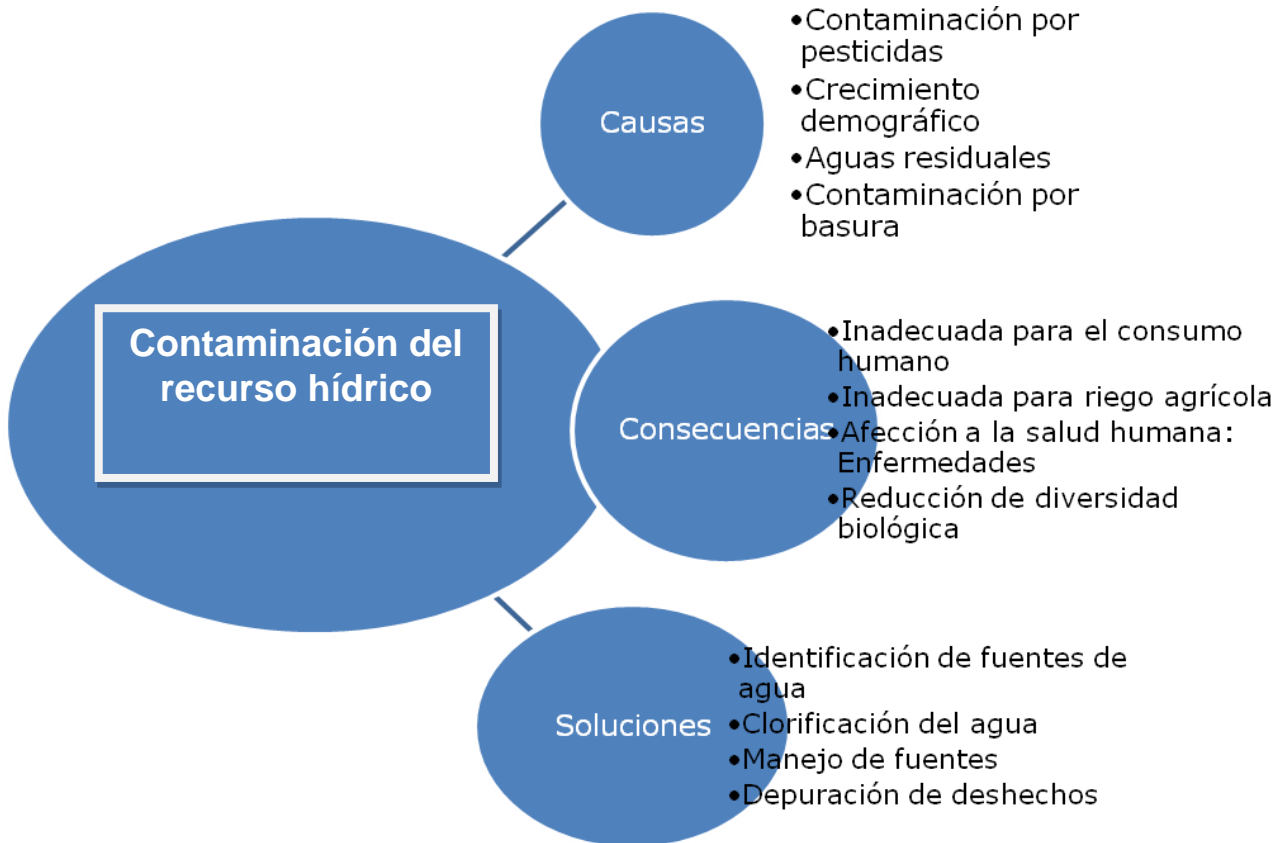 Contaminación del
recurso hídrico
Causas
•Contaminación por
pesticidas
•Crecimiento
demográfico
•Aguas residuales
•Contaminación por
basura
Consecuencias
•Inadecuada para el consumo
humano
•Inadecuada para riego agrícola
•Afección a la salud humana:
Enfermedades
•Reducción de diversidad
biológica
Soluciones
•Identificación de fuentes de
agua
•Clorificación del agua
•Manejo de fuentes
•Depuración de deshechos